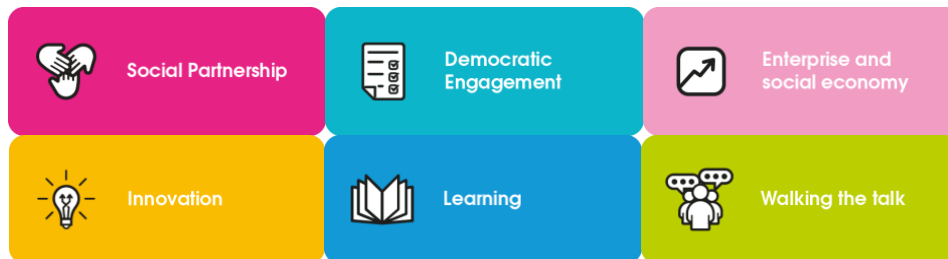 Social Partnership
Democratic
Engagement
Enterprise and
social economy
Innovation
Learning
Walking the talk